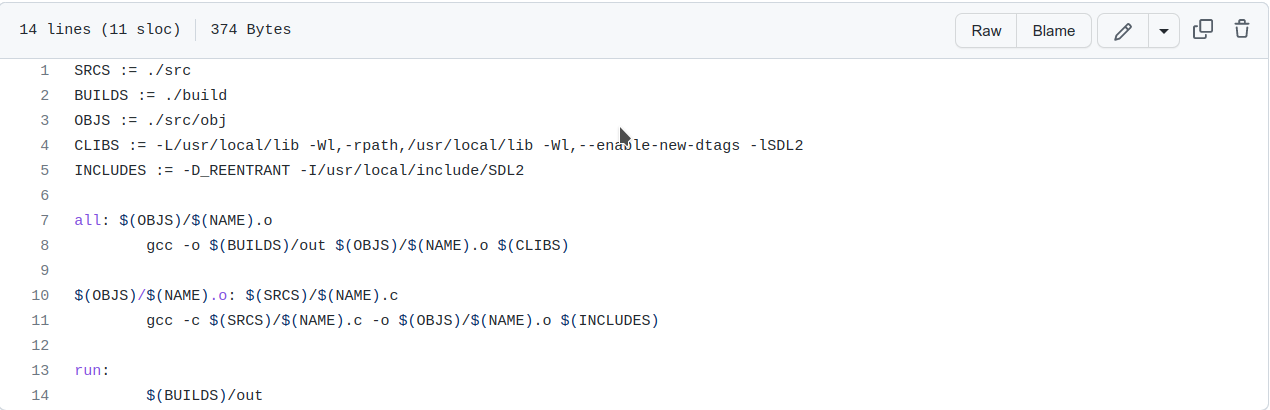 14 lines (11 sloc) 374 Bytes Raw Blame
1 SRCS := ./src
2 BUILDS := ./build
3 OBJS := ./src/obj
4 CLIBS := -L/usr/local/lib -Wl,-rpath,/usr/local/lib -Wl,--enable-new-dtags -lSDL2
5 INCLUDES := -D_REENTRANT -I/usr/local/include/SDL2
6
7 all: $(OBJS)/$(NAME).o
8 gcc -o $(BUILDS)/out $(OBJS)/$(NAME).o $(CLIBS)
9
10 $(OBJS)/$(NAME).o: $(SRCS)/$(NAME).c
11 gcc -c $(SRCS)/$(NAME).c -o $(OBJS)/$(NAME).o $(INCLUDES)
12
13 run:
14 $(BUILDS)/out